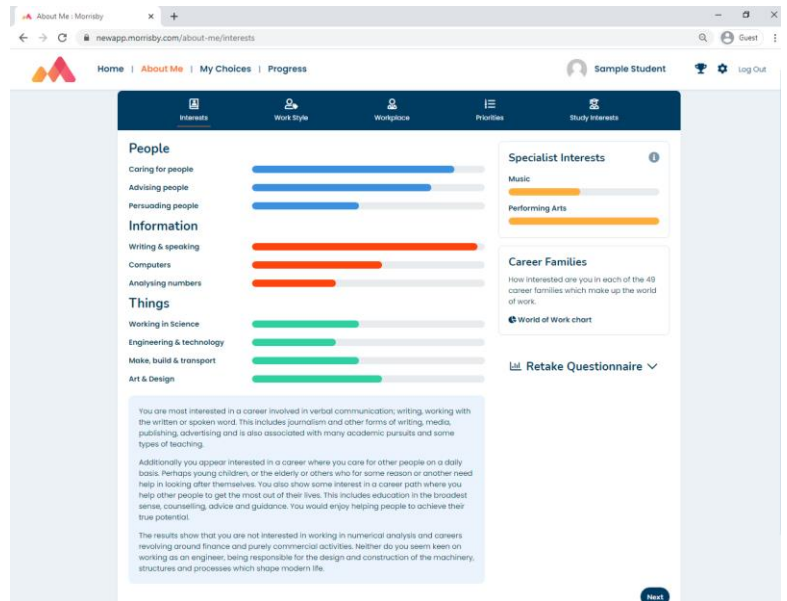 About Me : Morrisby
newapp.morrisby.com/about-me/interests
Guest
Home | About Me | My Choices | Progress
Sample Student
Log Out
Interests
Work Style
Workplace
Priorities
Study Interests
People
Caring for people
Advising people
Persuading people
Information
Writing & speaking
Computers
Analysing numbers
Things
Working in Science
Engineering & technology
Make, build & transport
Art & Design
You are most interested in a career involved in verbal communication; writing, working with
the written or spoken word. This includes journalism and other forms of writing, media,
publishing, advertising and is also associated with many academic pursuits and some
types of teaching.
Additionally you appear interested in a career where you care for other people on a daily
basis. Perhaps young children, or the elderly or others who for some reason or another need
help in looking after themselves. You also show some interest in a career path where you
help other people to get the most out of their lives. This includes education in the broadest
sense, counselling, advice and guidance. You would enjoy helping people to achieve their
true potential.
The results show that you are not interested in working in numerical analysis and careers
revolving around finance and purely commercial activities. Neither do you seem keen on
working as an engineer, being responsible for the design and construction of the machinery,
structures and processes which shape modern life.
Specialist Interests
Music
Performing Arts
Career Families
How interested are you in each of the 49
career families which make up the world
of work.
World of Work chart
Retake Questionnaire
Next